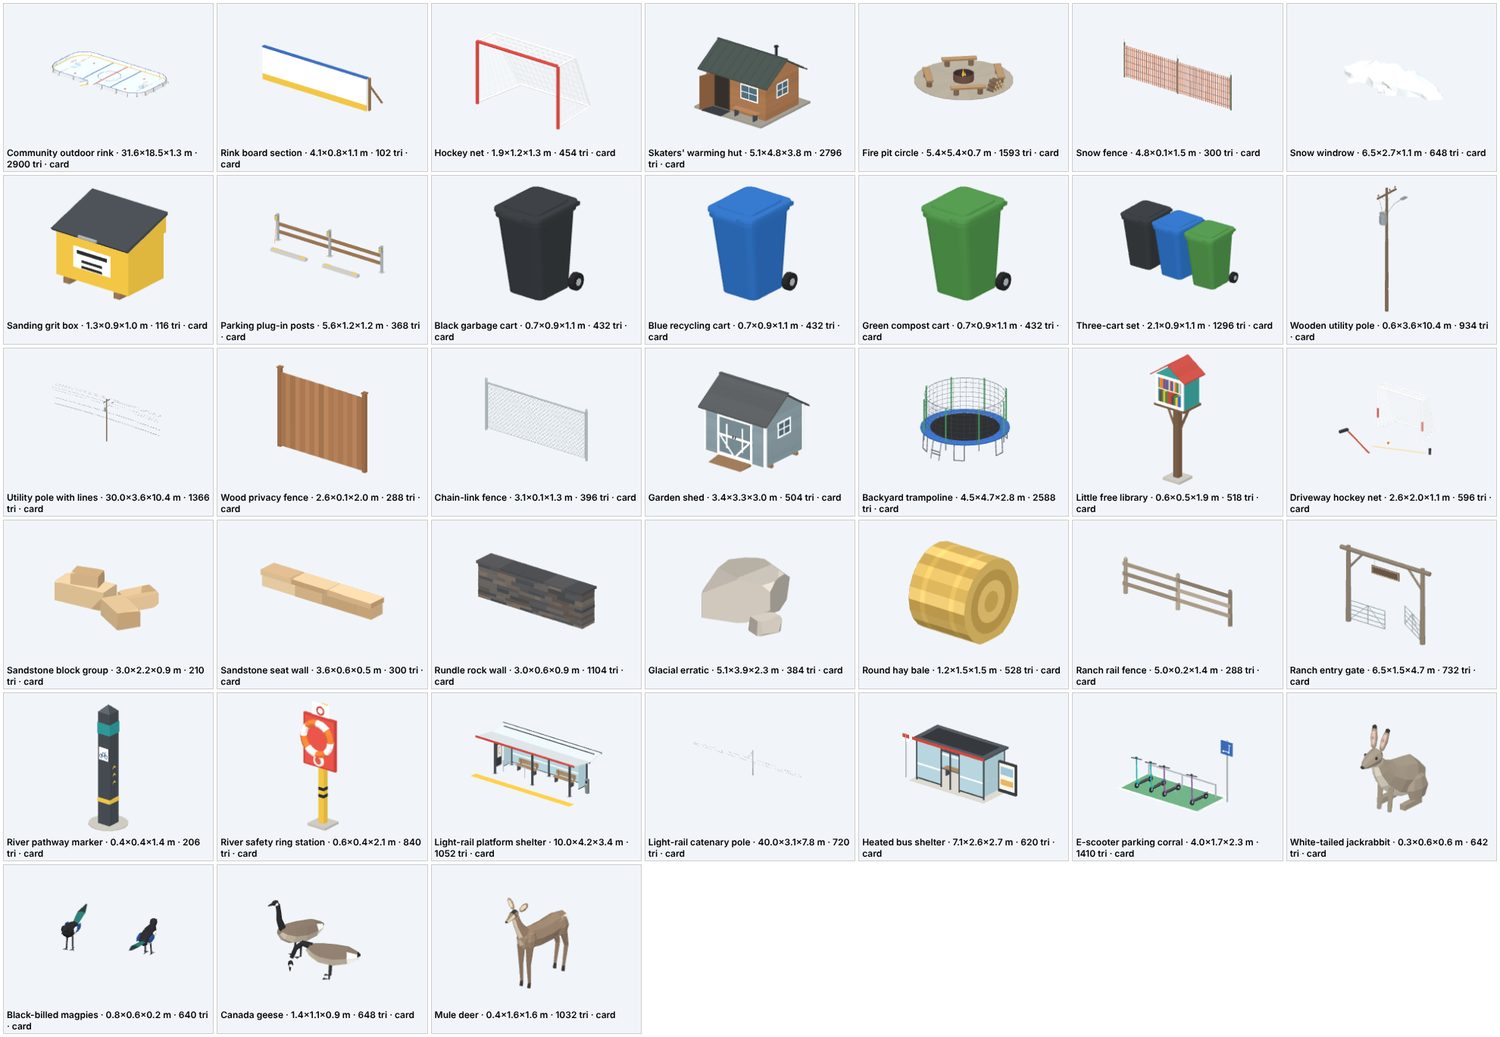 Community outdoor rink · 31.6×18.5×1.3 m ·
2900 tri · card
Rink board section · 4.1×0.8×1.1 m · 102 tri ·
card
Hockey net · 1.9×1.2×1.3 m · 454 tri · card
Skaters' warming hut · 5.1×4.8×3.8 m · 2796
tri · card
Fire pit circle · 5.4×5.4×0.7 m · 1593 tri · card
Snow fence · 4.8×0.1×1.5 m · 300 tri · card
Snow windrow · 6.5×2.7×1.1 m · 648 tri · card
Sanding grit box · 1.3×0.9×1.0 m · 116 tri · card
Parking plug-in posts · 5.6×1.2×1.2 m · 368 tri
· card
Black garbage cart · 0.7×0.9×1.1 m · 432 tri ·
card
Blue recycling cart · 0.7×0.9×1.1 m · 432 tri ·
card
Green compost cart · 0.7×0.9×1.1 m · 432 tri ·
card
Three-cart set · 2.1×0.9×1.1 m · 1296 tri · card
Wooden utility pole · 0.6×3.6×10.4 m · 934 tri
· card
Utility pole with lines · 30.0×3.6×10.4 m · 1366
tri · card
Wood privacy fence · 2.6×0.1×2.0 m · 288 tri ·
card
Chain-link fence · 3.1×0.1×1.3 m · 396 tri · card
Garden shed · 3.4×3.3×3.0 m · 504 tri · card
Backyard trampoline · 4.5×4.7×2.8 m · 2588
tri · card
Little free library · 0.6×0.5×1.9 m · 518 tri ·
card
Driveway hockey net · 2.6×2.0×1.1 m · 596 tri ·
card
Sandstone block group · 3.0×2.2×0.9 m · 210
tri · card
Sandstone seat wall · 3.6×0.6×0.5 m · 300 tri ·
card
Rundle rock wall · 3.0×0.6×0.9 m · 1104 tri ·
card
Glacial erratic · 5.1×3.9×2.3 m · 384 tri · card
Round hay bale · 1.2×1.5×1.5 m · 528 tri · card
Ranch rail fence · 5.0×0.2×1.4 m · 288 tri ·
card
Ranch entry gate · 6.5×1.5×4.7 m · 732 tri ·
card
River pathway marker · 0.4×0.4×1.4 m · 206
tri · card
River safety ring station · 0.6×0.4×2.1 m · 840
tri · card
Light-rail platform shelter · 10.0×4.2×3.4 m ·
1052 tri · card
Light-rail catenary pole · 40.0×3.1×7.8 m · 720
tri · card
Heated bus shelter · 7.1×2.6×2.7 m · 620 tri ·
card
E-scooter parking corral · 4.0×1.7×2.3 m ·
1410 tri · card
White-tailed jackrabbit · 0.3×0.6×0.6 m · 642
tri · card
Black-billed magpies · 0.8×0.6×0.2 m · 640 tri
· card
Canada geese · 1.4×1.1×0.9 m · 648 tri · card
Mule deer · 0.4×1.6×1.6 m · 1032 tri · card